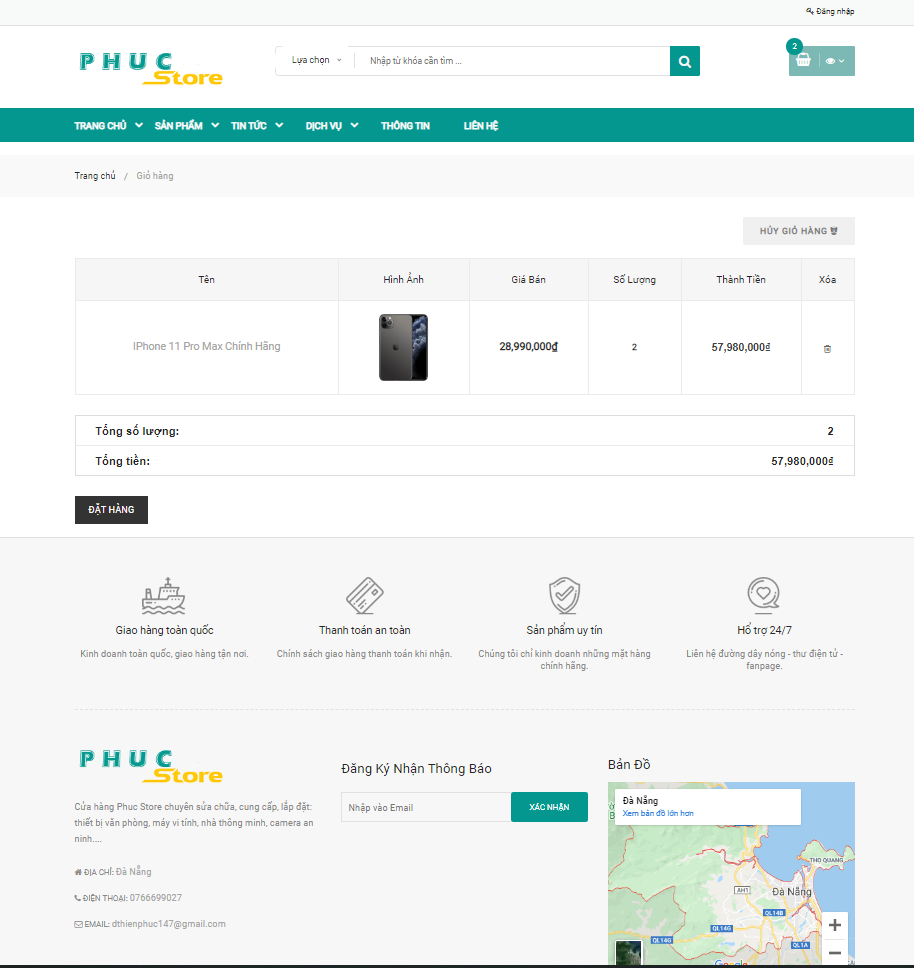 Đăng nhập
PHUC
Store
Lựa chọn
Nhập từ khóa cần tìm ...
2
TRANG CHỦ SẢN PHẨM TIN TỨC DỊCH VỤ THÔNG TIN LIÊN HỆ
Trang chủ / Giỏ hàng
HỦY GIỎ HÀNG
Tên Hình Ảnh Giá Bán Số Lượng Thành Tiền Xóa
IPhone 11 Pro Max Chính Hãng 28,990,000₫ 2 57,980,000₫
Tổng số lượng: 2
Tổng tiền: 57,980,000₫
ĐẶT HÀNG
Giao hàng toàn quốc
Kinh doanh toàn quốc, giao hàng tận nơi.
Thanh toán an toàn
Chính sách giao hàng thanh toán khi nhận.
Sản phẩm uy tín
Chúng tôi chỉ kinh doanh những mặt hàng
chính hãng.
Hổ trợ 24/7
Liên hệ đường dây nóng - thư điện tử -
fanpage.
PHUC
Store
Cửa hàng Phuc Store chuyên sửa chữa, cung cấp, lắp đặt:
thiết bị văn phòng, máy vi tính, nhà thông minh, camera an
ninh....
ĐỊA CHỈ: Đà Nẵng
ĐIỆN THOẠI: 0766699027
EMAIL: dthienphuc147@gmail.com
Đăng Ký Nhận Thông Báo
Nhập vào Email
XÁC NHẬN
Bản Đồ
Đà Nẵng
Xem bản đồ lớn hơn
THO QUANG
AH1
Đà Nẵng
QL14B
QL14G
QL14G
QL1A
Google